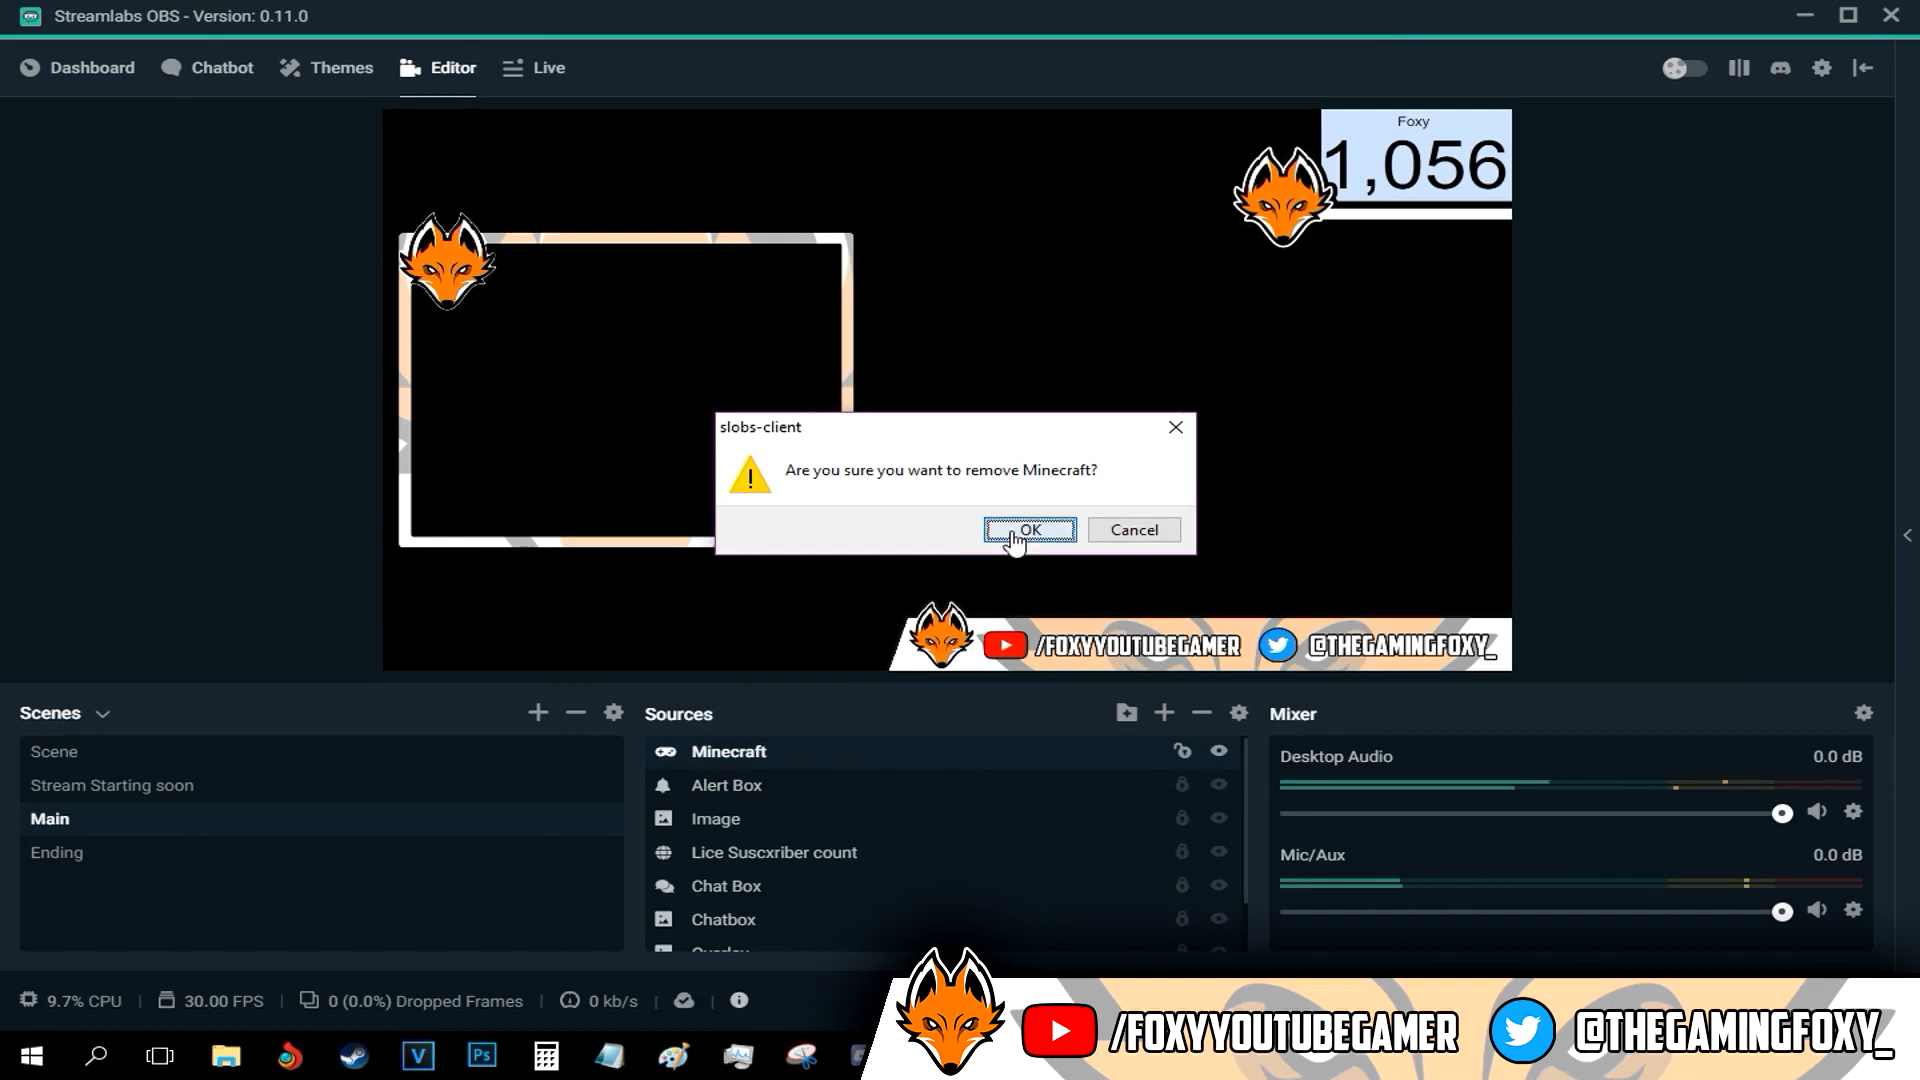 Streamlabs OBS - Version: 0.11.0
Dashboard
Chatbot
Themes
Editor
Live
Foxy
1,056
slobs-client
Are you sure you want to remove Minecraft?
OK
Cancel
/FOXYYOUTUBEGAMER
@THEGAMINGFOXY_
Scenes
Scene
Stream Starting soon
Main
Ending
Sources
Minecraft
Alert Box
Image
Lice Suscxriber count
Chat Box
Chatbox
Mixer
Desktop Audio
0.0 dB
Mic/Aux
0.0 dB
9.7% CPU
30.00 FPS
0 (0.0%) Dropped Frames
0 kb/s
V
Ps
/FOXYYOUTUBEGAMER
@THEGAMINGFOXY_